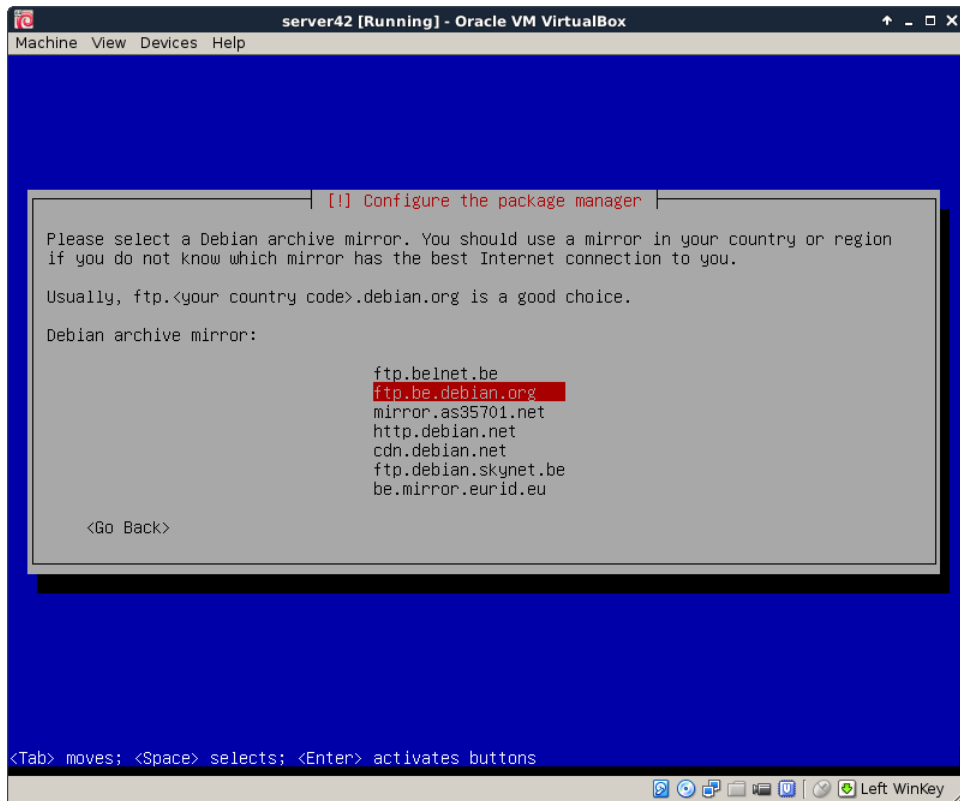 server42 [Running] - Oracle VM VirtualBox
Machine View Devices Help
[!] Configure the package manager
Please select a Debian archive mirror. You should use a mirror in your country or region
if you do not know which mirror has the best Internet connection to you.
Usually, ftp.<your country code>.debian.org is a good choice.
Debian archive mirror:
ftp.belnet.be
ftp.be.debian.org
mirror.as35701.net
http.debian.net
cdn.debian.net
ftp.debian.skynet.be
be.mirror.eurid.eu
<Go Back>
<Tab> moves; <Space> selects; <Enter> activates buttons
Left WinKey